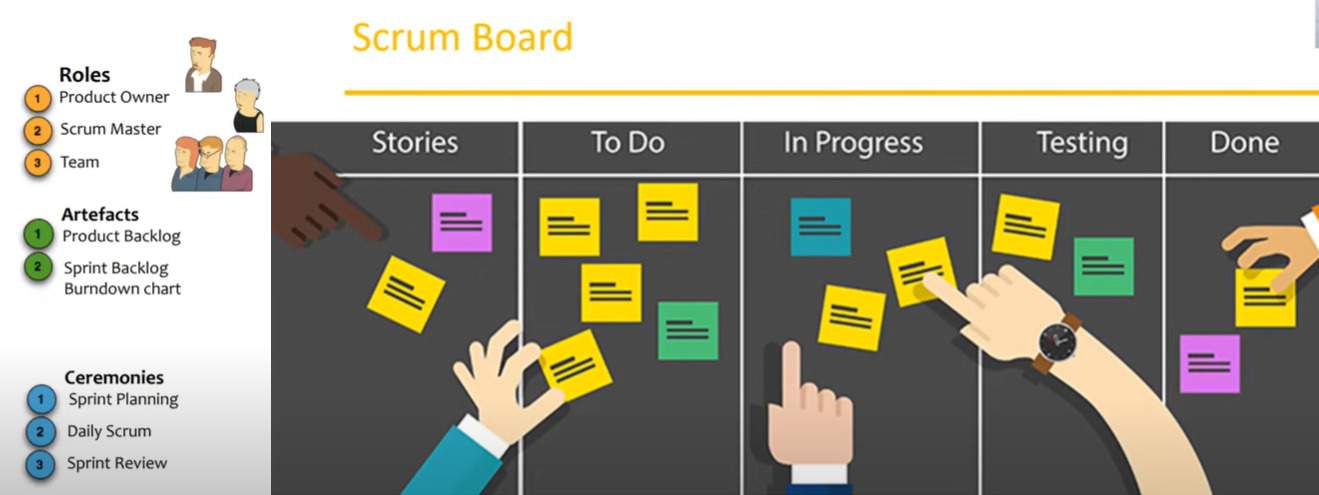 Scrum Board
Roles
1 Product Owner
2 Scrum Master
3 Team
Artefacts
1 Product Backlog
2 Sprint Backlog
Burndown chart
Ceremonies
1 Sprint Planning
2 Daily Scrum
3 Sprint Review
Stories
To Do
In Progress
Testing
Done